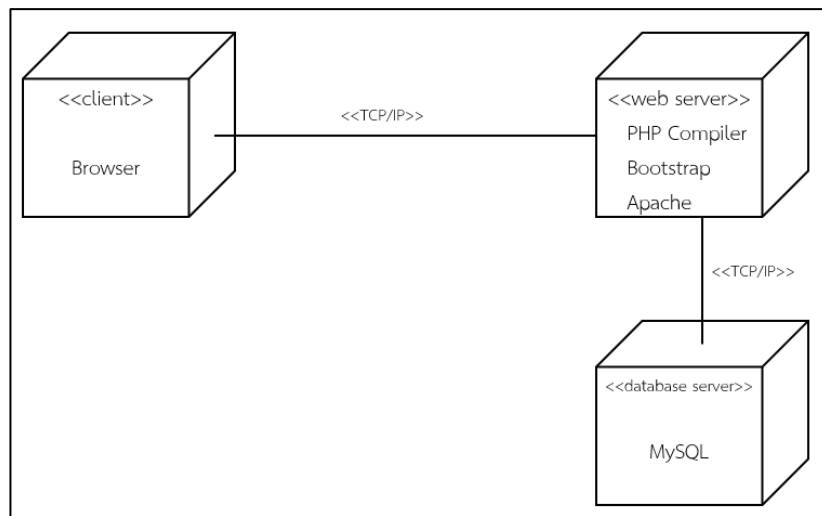 <<client>>
Browser
<<TCP/IP>>
<<web server>>
PHP Compiler
Bootstrap
Apache
<<TCP/IP>>
<<database server>>
MySQL